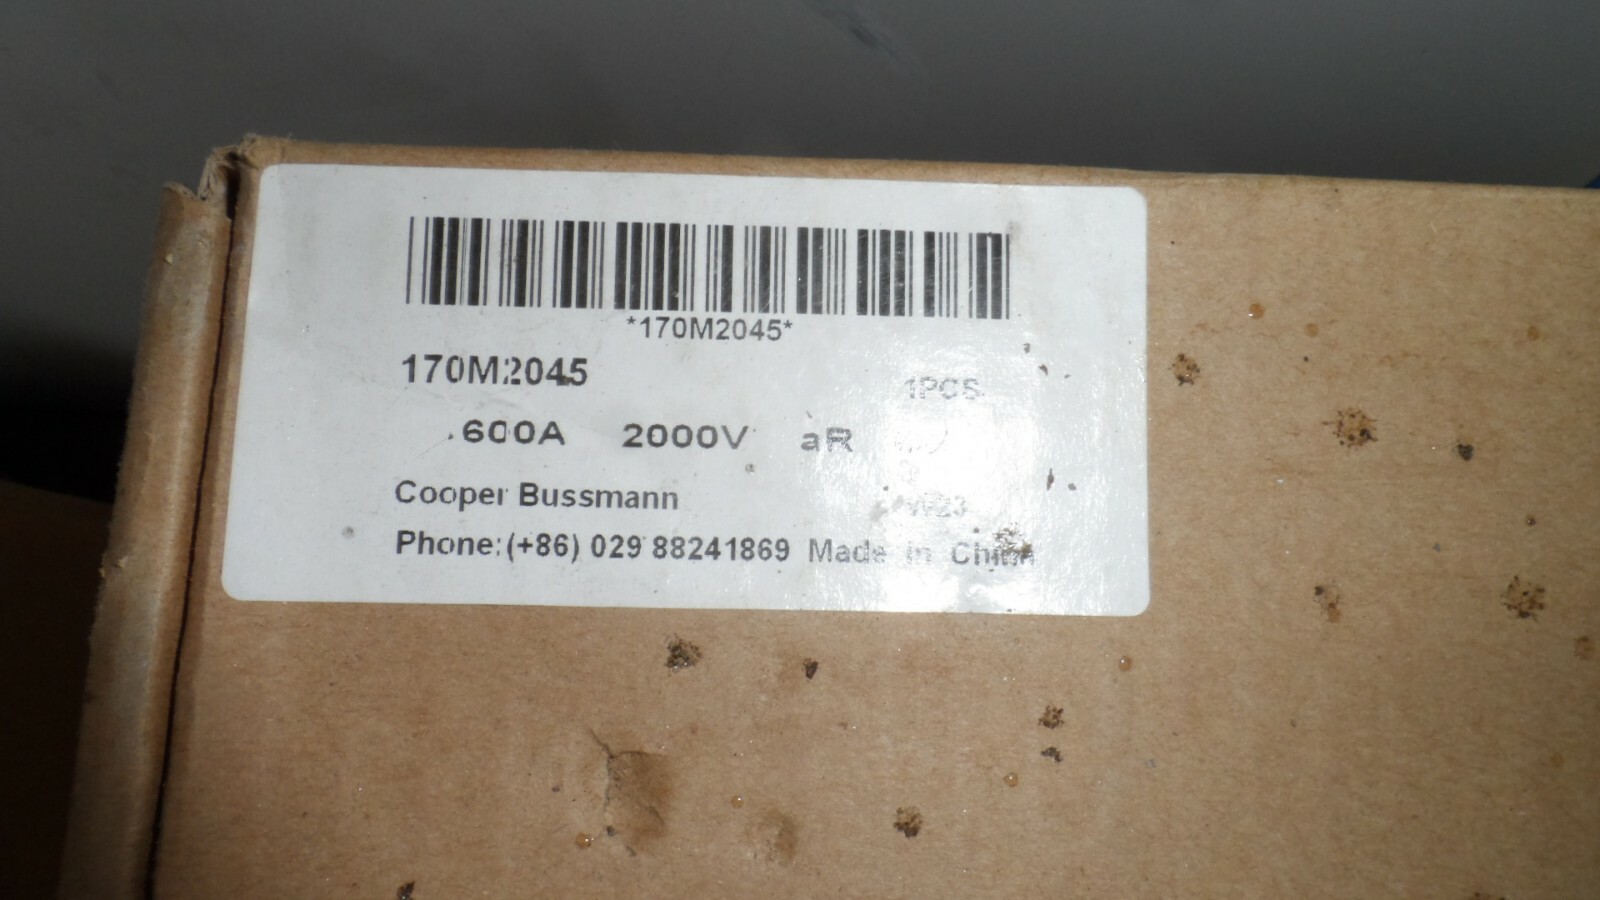 *170M2045*
170M2045
1PCS
600A 2000V aR
Cooper Bussmann
Phone:(+86) 029 88241869 Made in China